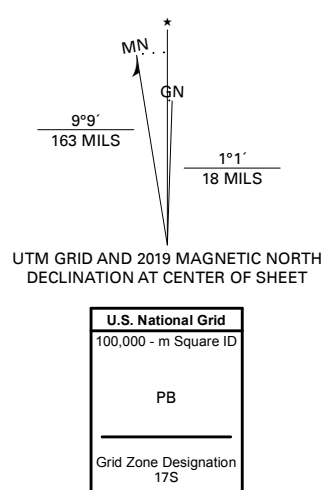 ★
MN
GN
9°9´
163 MILS
1°1´
18 MILS
UTM GRID AND 2019 MAGNETIC NORTH
DECLINATION AT CENTER OF SHEET
U.S. National Grid
100,000 - m Square ID
PB
Grid Zone Designation
17S